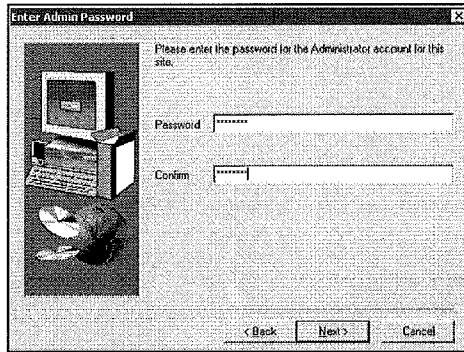 Enter Admin Password
Please enter the password for the Administrator account for this
site.
Password ********
Confirm ********
< Back Next > Cancel